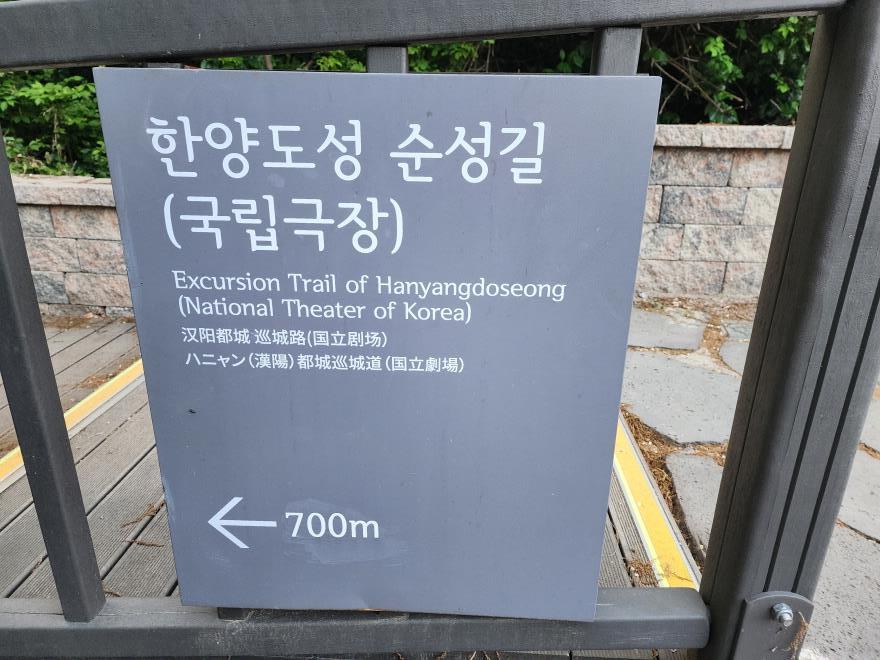 한양도성 순성길
(국립극장)
Excursion Trail of Hanyangdoseong
(National Theater of Korea)
汉阳都城 巡城路(国立剧场)
ハニャン(漢陽)都城巡城道(国立劇場)
← 700m